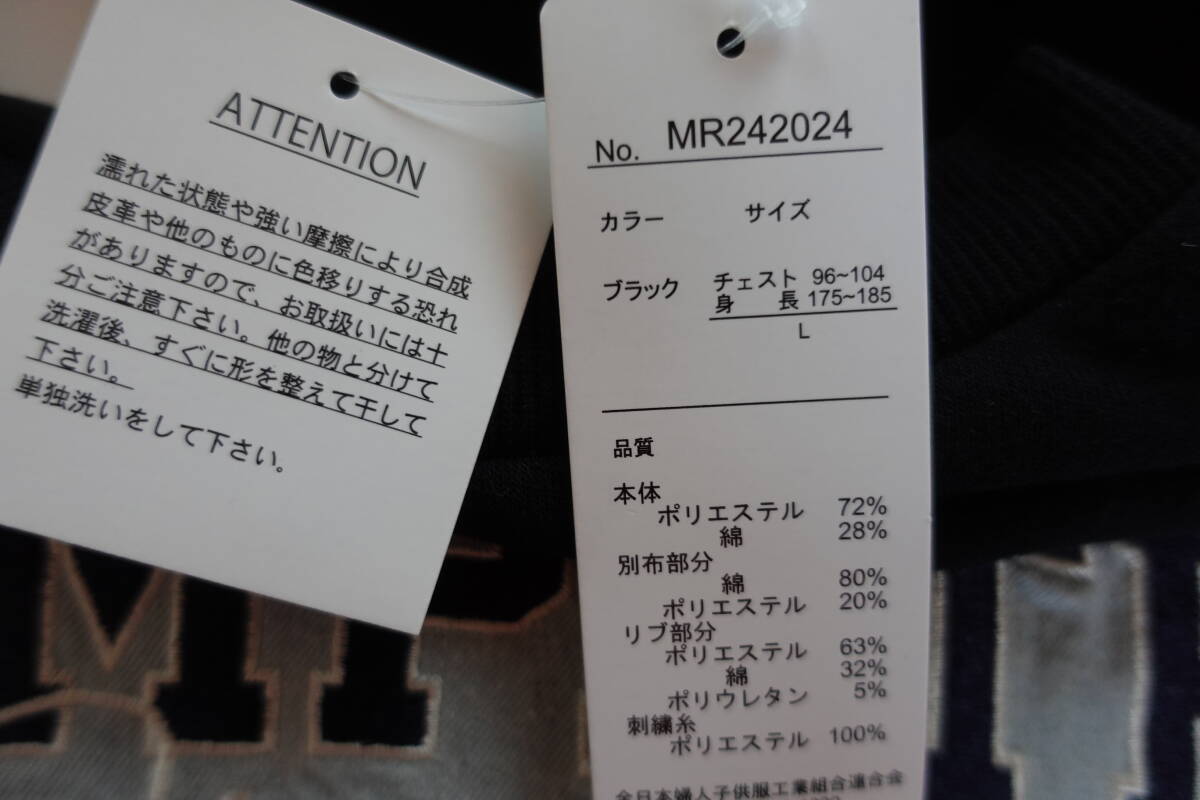 ATTENTION
濡れた状態や強い摩擦により合成
皮革や他のものに色移りする恐れ
がありますので、お取扱いには十
分ご注意下さい。他の物と分けて
洗濯後、すぐに形を整えて干して
下さい。
単独洗いをして下さい。
No. MR242024
カラー サイズ
ブラック チェスト 96~104
身 長 175~185
L
品質
本体
ポリエステル 72%
綿 28%
別布部分
綿 80%
ポリエステル 20%
リブ部分
ポリエステル 63%
綿 32%
ポリウレタン 5%
刺繍糸
ポリエステル 100%
全日本婦人子供服工業組合連合会